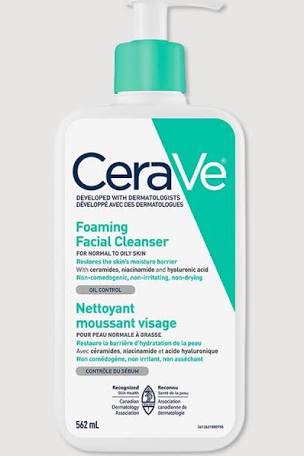 CeraVe®
DEVELOPED WITH DERMATOLOGISTS
DÉVELOPPÉ AVEC DES DERMATOLOGUES
Foaming
Facial Cleanser
FOR NORMAL TO OILY SKIN
Restores the skin's moisture barrier
With ceramides, niacinamide and hyaluronic acid
Non-comedogenic, non-irritating, non-drying
OIL CONTROL
Nettoyant
moussant visage
POUR PEAU NORMALE À GRASSE
Restaure la barrière d'hydratation de la peau
Avec céramides, niacinamide et acide hyaluronique
Non comédogène, non irritant, non asséchant
CONTRÔLE DU SÉBUM
Recognized
Skin Health
Canadian
Dermatology
Association
Reconnu
Santé de la peau
Association
canadienne de
dermatologie
562 mL